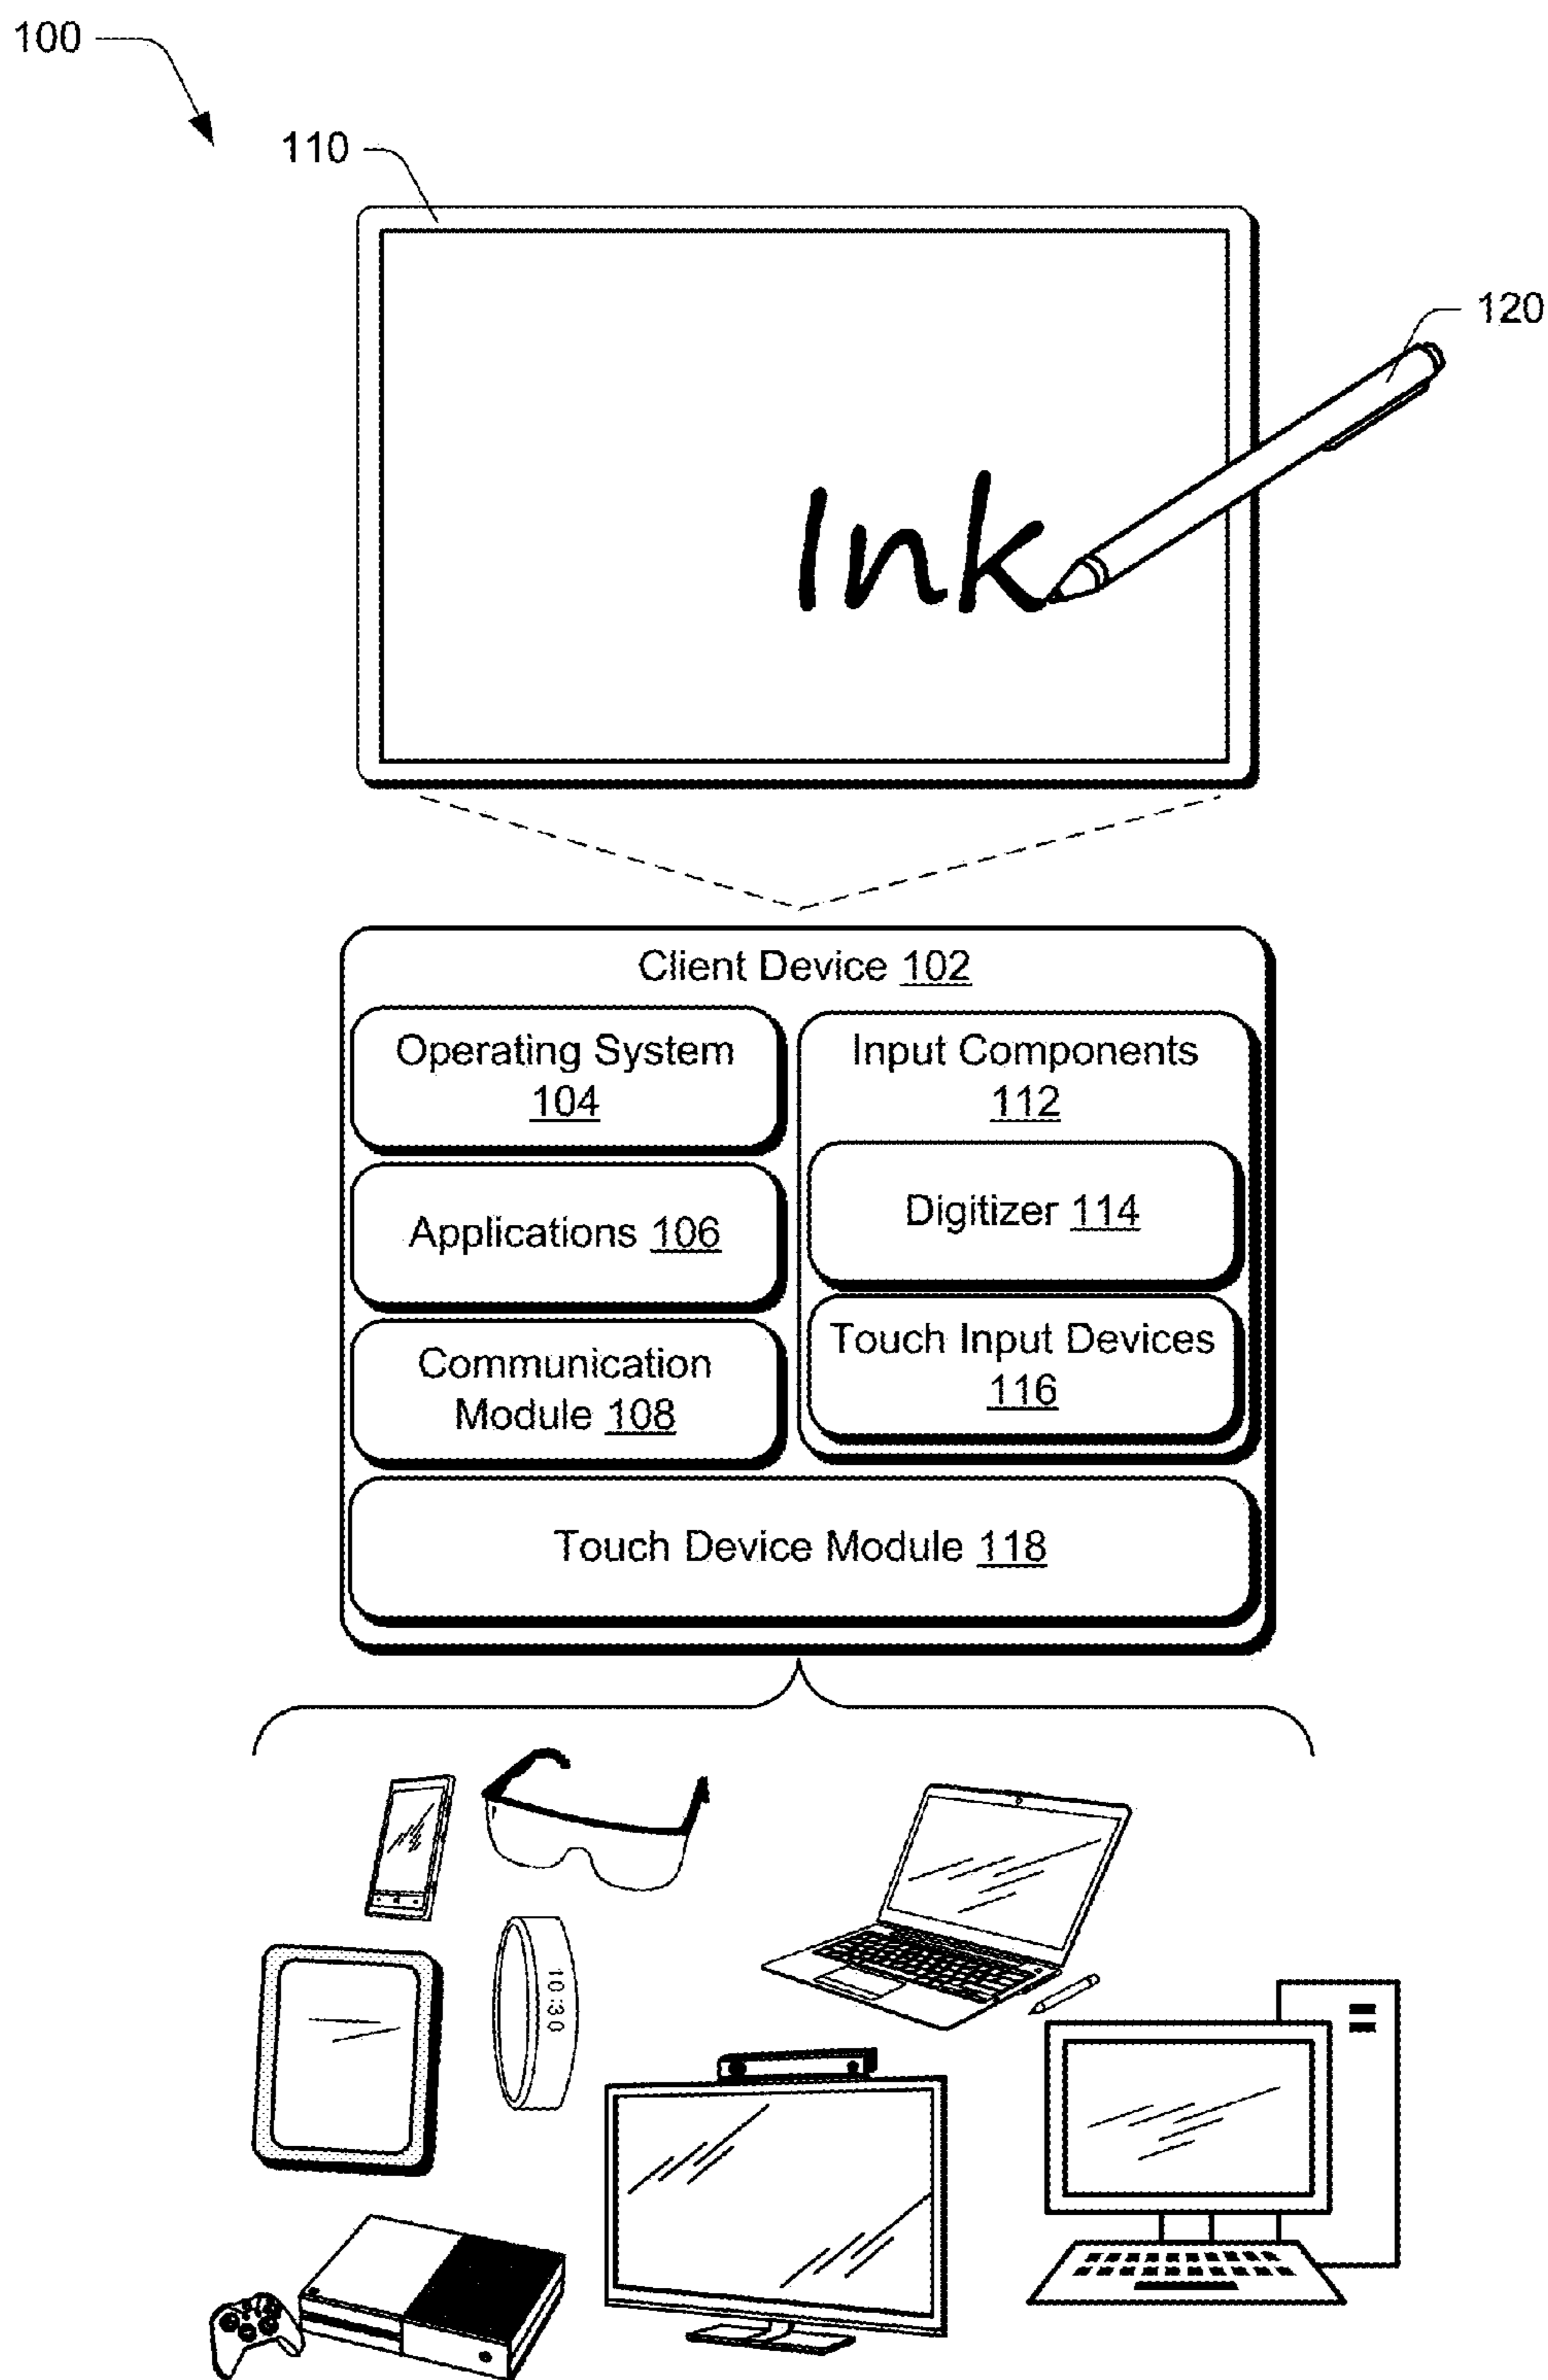 100
110
120
Ink
Client Device 102
Operating System
104
Applications 106
Communication
Module 108
Input Components
112
Digitizer 114
Touch Input Devices
116
Touch Device Module 118
10:30